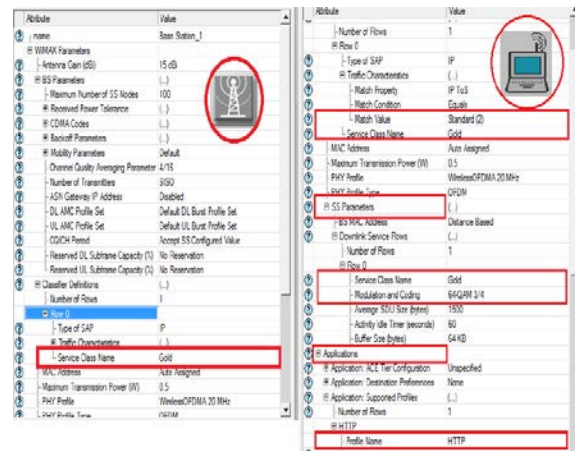 Attribute Value
name Base Station_1
WiMAX Parameters
Antenna Gain (dBi) 15 dBi
BS Parameters (...)
Maximum Number of SS Nodes 100
Received Power Tolerance (...)
CDMA Codes (...)
Backoff Parameters (...)
Mobility Parameters Default
Channel Quality Averaging Parameter 4/16
Number of Transmitters SISO
ASN Gateway IP Address Disabled
DL AMC Profile Set Default DL Burst Profile Set
UL AMC Profile Set Default UL Burst Profile Set
CQICH Period Accept SS Configured Value
Reserved DL Subframe Capacity (%) No Reservation
Reserved UL Subframe Capacity (%) No Reservation
Classifier Definitions (...)
Number of Rows 1
Row 0
Type of SAP IP
Traffic Characteristics (...)
Service Class Name Gold
MAC Address Auto Assigned
Maximum Transmission Power (W) 0.5
PHY Profile WirelessOFDMA 20 MHz
PHY Profile Type OFDM
Attribute Value
Number of Rows 1
Row 0
Type of SAP IP
Traffic Characteristics (...)
Match Property IP ToS
Match Condition Equals
Match Value Standard (2)
Service Class Name Gold
MAC Address Auto Assigned
Maximum Transmission Power (W) 0.5
PHY Profile WirelessOFDMA 20 MHz
PHY Profile Type OFDM
SS Parameters (...)
BS MAC Address Distance Based
Downlink Service Flows (...)
Number of Rows 1
Row 0
Service Class Name Gold
Modulation and Coding 64-QAM 3/4
Average SDU Size (bytes) 1500
Activity Idle Timer (seconds) 60
Buffer Size (bytes) 64 KB
Applications
Application: ACE Tier Configuration Unspecified
Application: Destination Preferences None
Application: Supported Profiles (...)
Number of Rows 1
HTTP
Profile Name HTTP